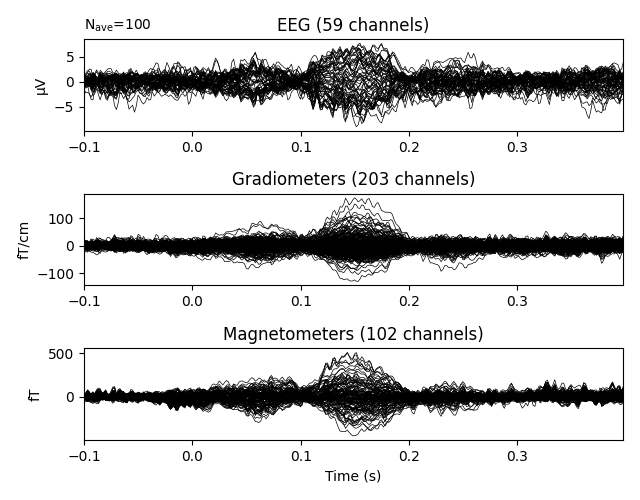 N_ave=100
EEG (59 channels)
5
0
−5
µV
−0.1 0.0 0.1 0.2 0.3
Gradiometers (203 channels)
100
0
−100
fT/cm
−0.1 0.0 0.1 0.2 0.3
Magnetometers (102 channels)
500
0
fT
−0.1 0.0 0.1 0.2 0.3
Time (s)